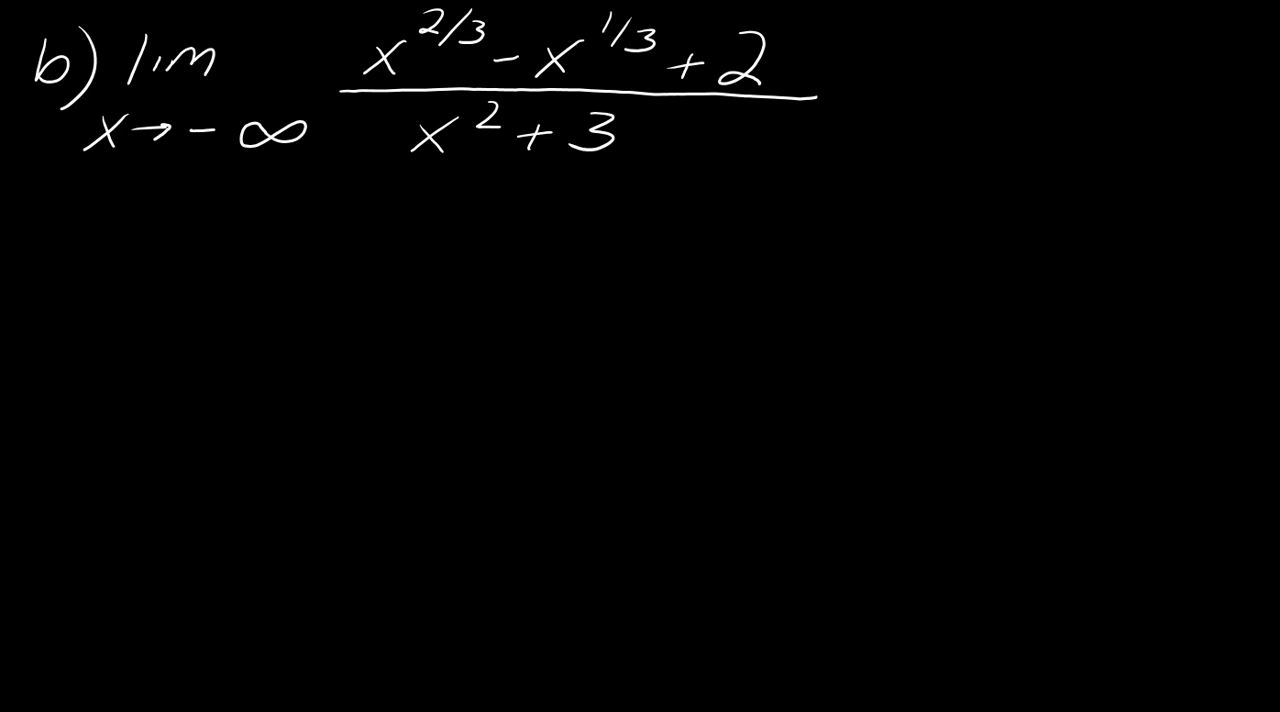 b) lim x^{2/3} - x^{1/3} + 2
x → - ∞ x^2 + 3